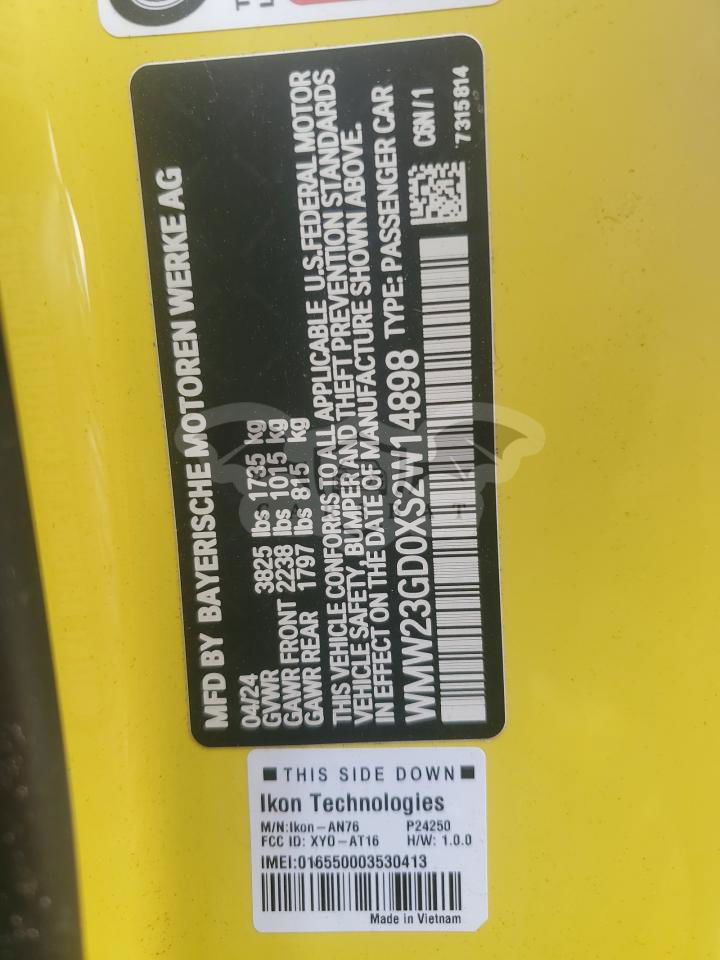 MFD BY BAYERISCHE MOTOREN WERKE AG
04/24
GVWR 3825 lbs 1735 kg
GAWR FRONT 2238 lbs 1015 kg
GAWR REAR 1797 lbs 815 kg
THIS VEHICLE CONFORMS TO ALL APPLICABLE U.S.FEDERAL MOTOR
VEHICLE SAFETY, BUMPER AND THEFT PREVENTION STANDARDS
IN EFFECT ON THE DATE OF MANUFACTURE SHOWN ABOVE.
WMW23GD0XS2W14898 TYPE: PASSENGER CAR
C6N/1
7315814
THIS SIDE DOWN
Ikon Technologies
M/N:Ikon-AN76 P24250
FCC ID: XYO-AT16 H/W: 1.0.0
IMEI:016550003530413
Made in Vietnam